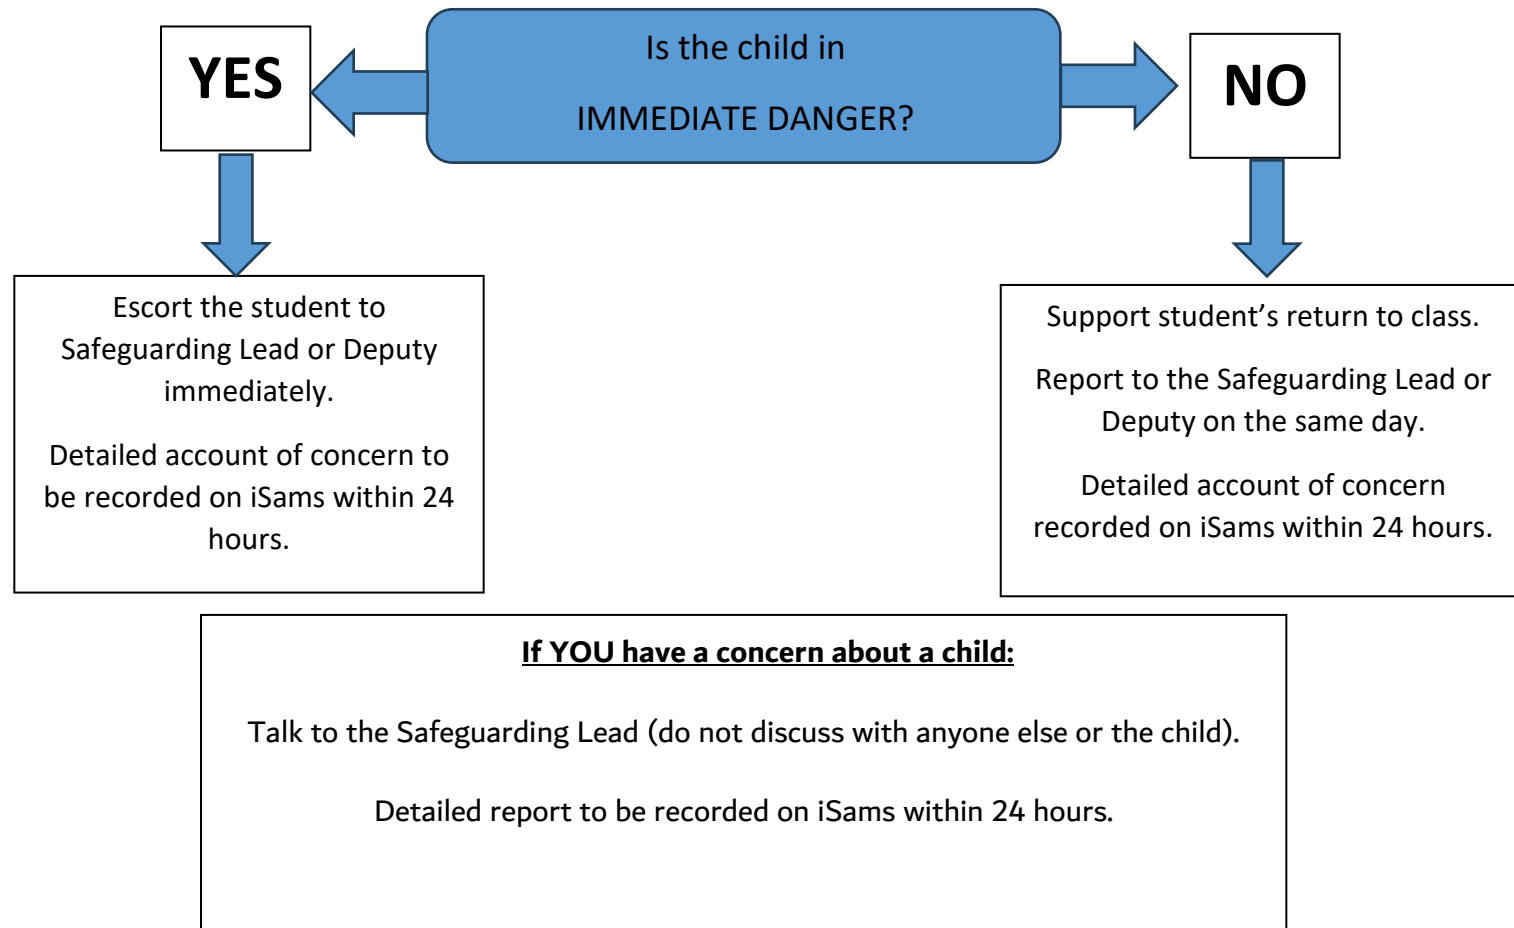 YES
Is the child in
IMMEDIATE DANGER?
NO
Escort the student to
Safeguarding Lead or Deputy
immediately.
Detailed account of concern to
be recorded on iSams within 24
hours.
Support student’s return to class.
Report to the Safeguarding Lead or
Deputy on the same day.
Detailed account of concern
recorded on iSams within 24 hours.
If YOU have a concern about a child:
Talk to the Safeguarding Lead (do not discuss with anyone else or the child).
Detailed report to be recorded on iSams within 24 hours.